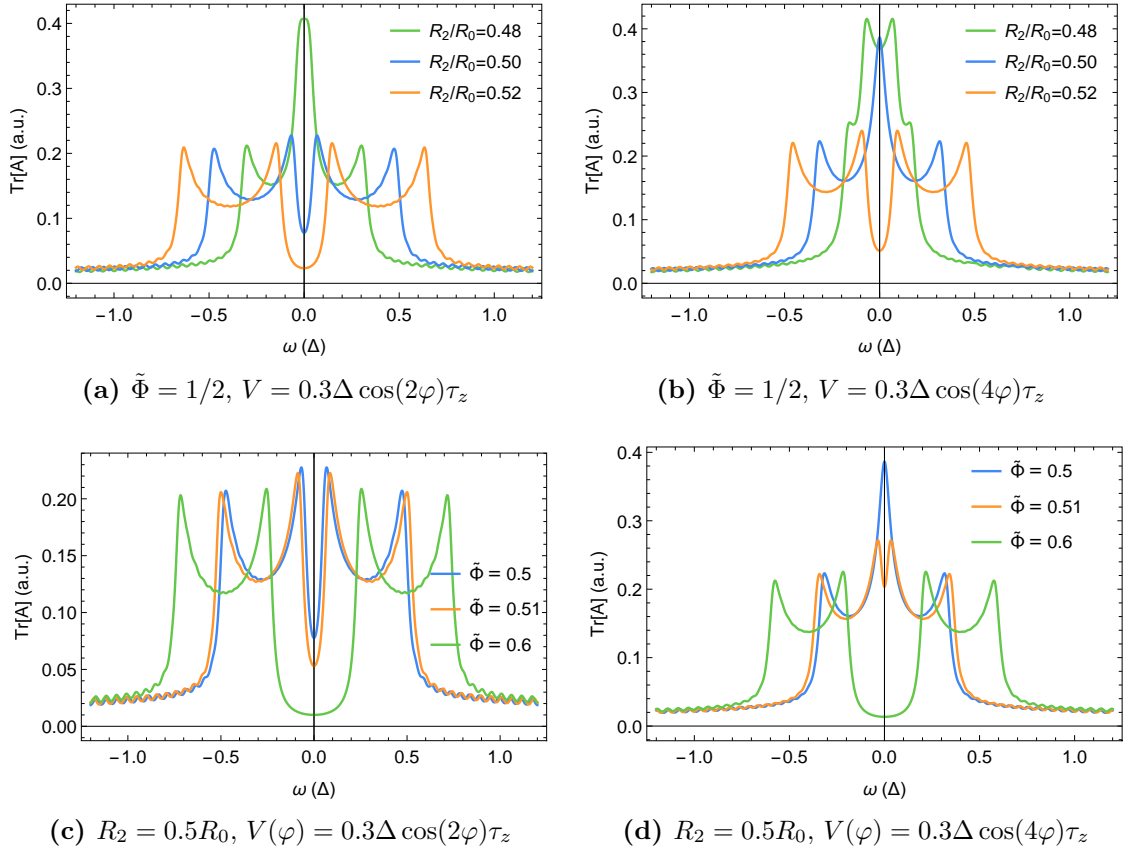 R2/R0=0.48
R2/R0=0.50
R2/R0=0.52
Tr[A] (a.u.)
0.4
0.3
0.2
0.1
0.0
−1.0 −0.5 0.0 0.5 1.0
ω (Δ)
(a) Φ̃ = 1/2, V = 0.3Δ cos(2φ)τz
R2/R0=0.48
R2/R0=0.50
R2/R0=0.52
Tr[A] (a.u.)
0.4
0.3
0.2
0.1
0.0
−1.0 −0.5 0.0 0.5 1.0
ω (Δ)
(b) Φ̃ = 1/2, V = 0.3Δ cos(4φ)τz
Tr[A] (a.u.)
0.20
0.15
0.10
0.05
0.00
Φ̃ = 0.5
Φ̃ = 0.51
Φ̃ = 0.6
−1.0 −0.5 0.0 0.5 1.0
ω (Δ)
(c) R2 = 0.5R0, V(φ) = 0.3Δ cos(2φ)τz
Tr[A] (a.u.)
0.4
0.3
0.2
0.1
0.0
Φ̃ = 0.5
Φ̃ = 0.51
Φ̃ = 0.6
−1.0 −0.5 0.0 0.5 1.0
ω (Δ)
(d) R2 = 0.5R0, V(φ) = 0.3Δ cos(4φ)τz